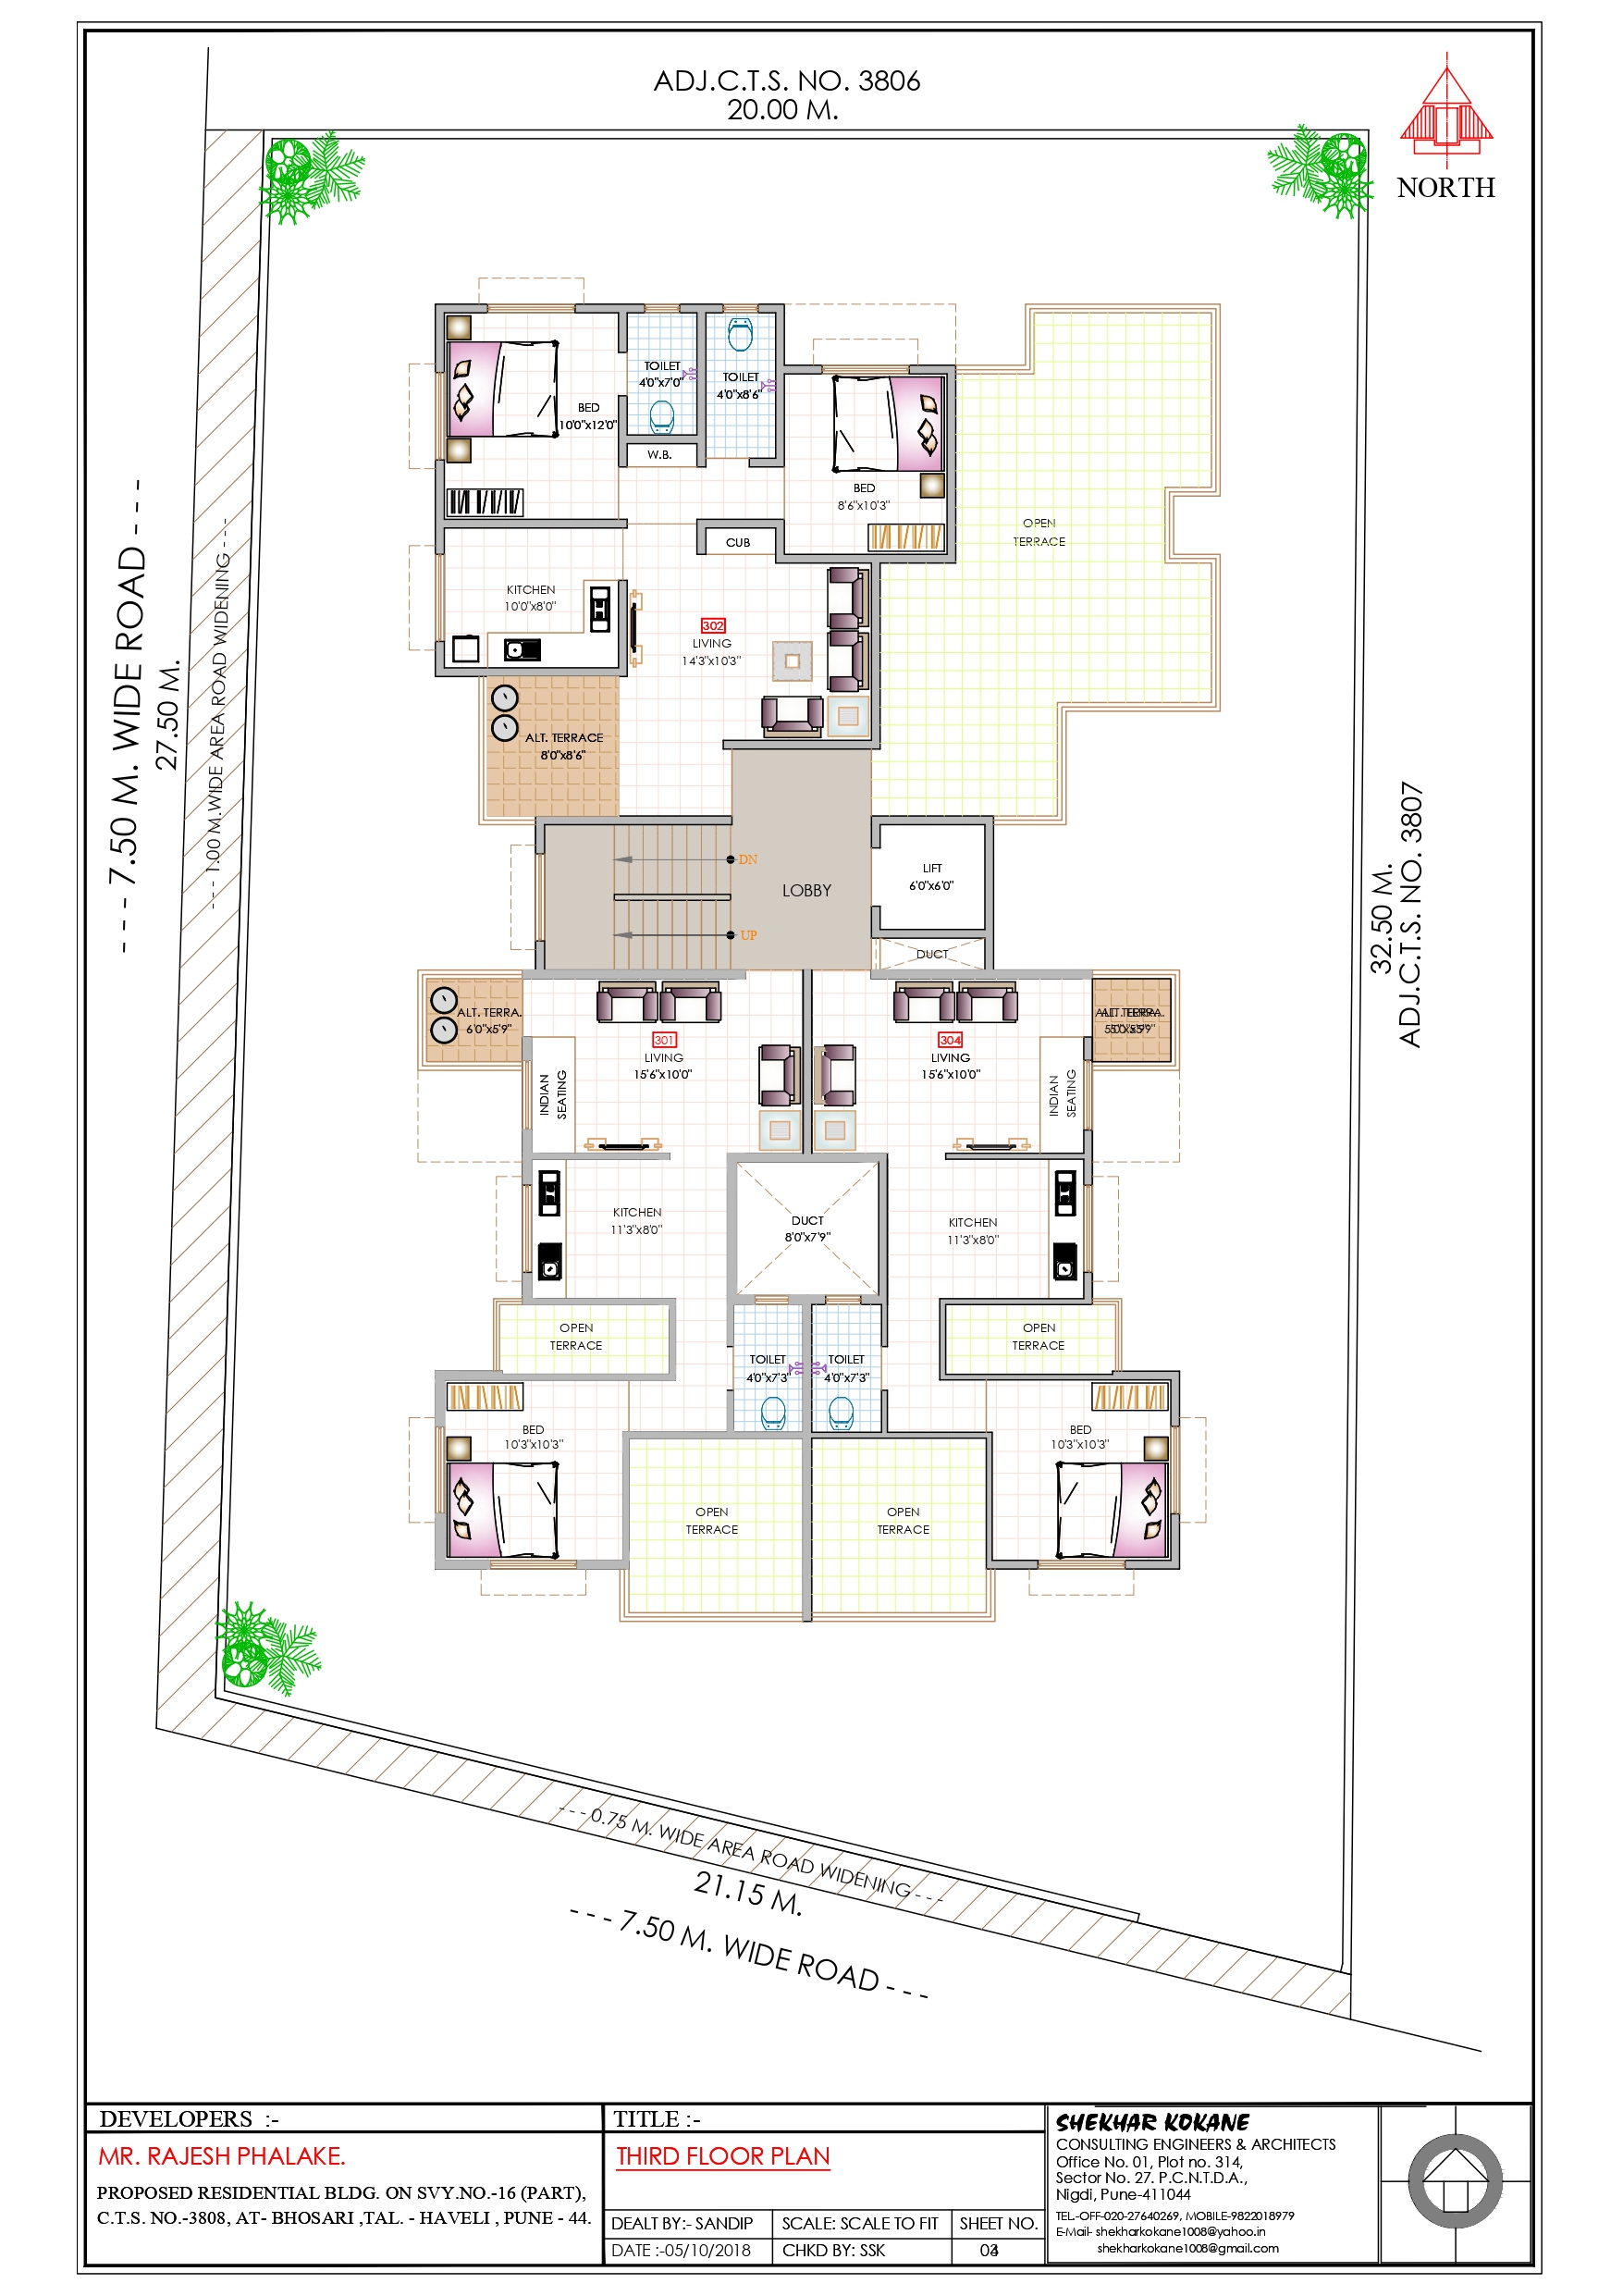 ADJ.C.T.S. NO. 3806
20.00 M.
NORTH
TOILET
4'0"x7'0"
TOILET
4'0"x8'6"
BED
10'0"x12'0"
W.B.
BED
8'6"x10'3"
OPEN
TERRACE
CUB
KITCHEN
10'0"x8'0"
302
LIVING
14'3"x10'3"
ALT. TERRACE
8'0"x8'6"
- - - 7.50 M. WIDE ROAD - - -
27.50 M.
- - - 1.00 M.WIDE AREA ROAD WIDENING - - -
DN
LOBBY
UP
LIFT
6'0"x6'0"
DUCT
32.50 M.
ADJ.C.T.S. NO. 3807
ALT. TERRA.
6'0"x5'9"
301
LIVING
15'6"x10'0"
INDIAN
SEATING
304
LIVING
15'6"x10'0"
INDIAN
SEATING
ALT. TERRA.
KITCHEN
11'3"x8'0"
DUCT
8'0"x7'9"
KITCHEN
11'3"x8'0"
OPEN
TERRACE
OPEN
TERRACE
TOILET
4'0"x7'3"
TOILET
4'0"x7'3"
BED
10'3"x10'3"
BED
10'3"x10'3"
OPEN
TERRACE
OPEN
TERRACE
- - - 0.75 M. WIDE AREA ROAD WIDENING - - -
21.15 M.
- - - 7.50 M. WIDE ROAD - - -
DEVELOPERS :-
MR. RAJESH PHALAKE.
PROPOSED RESIDENTIAL BLDG. ON SVY.NO.-16 (PART),
C.T.S. NO.-3808, AT- BHOSARI ,TAL. - HAVELI , PUNE - 44.
TITLE :-
THIRD FLOOR PLAN
DEALT BY:- SANDIP
SCALE: SCALE TO FIT
SHEET NO.
DATE :-05/10/2018
CHKD BY: SSK
SHEKHAR KOKANE
CONSULTING ENGINEERS & ARCHITECTS
Office No. 01, Plot no. 314,
Sector No. 27. P.C.N.T.D.A.,
Nigdi, Pune-411044
TEL.-OFF-020-27640269, MOBILE-9822018979
E-Mail- shekharkokane1008@yahoo.in
shekharkokane1008@gmail.com